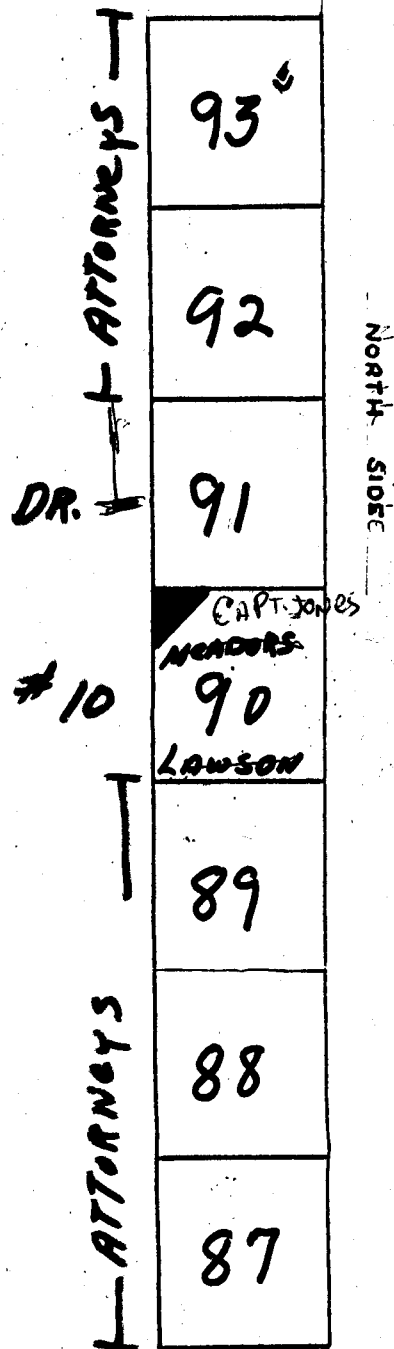 93
ATTORNEYS
92
NORTH SIDE
DR.
91
CAPT. JONES
MEADORS
#10
90
LAWSON
89
88
ATTORNEYS
87